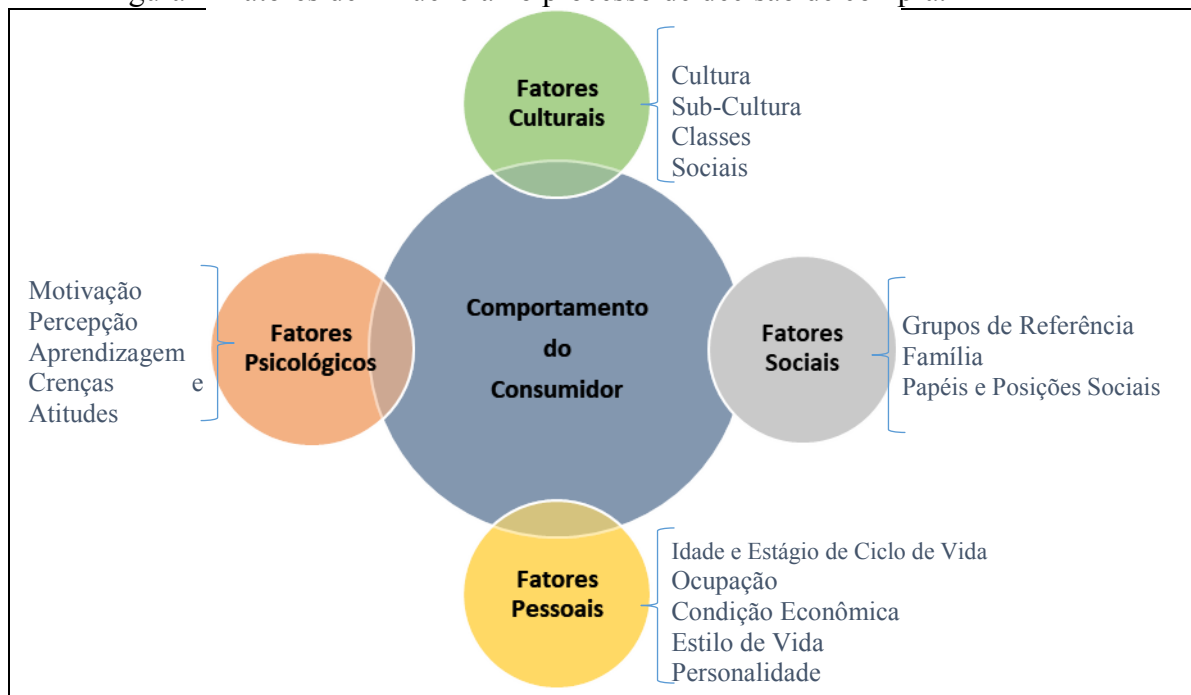 Fatores
Culturais
Cultura
Sub-Cultura
Classes
Sociais
Motivação
Percepção
Aprendizagem
Crenças e
Atitudes
Fatores
Psicológicos
Comportamento
do
Consumidor
Fatores
Sociais
Grupos de Referência
Família
Papéis e Posições Sociais
Fatores
Pessoais
Idade e Estágio de Ciclo de Vida
Ocupação
Condição Econômica
Estilo de Vida
Personalidade